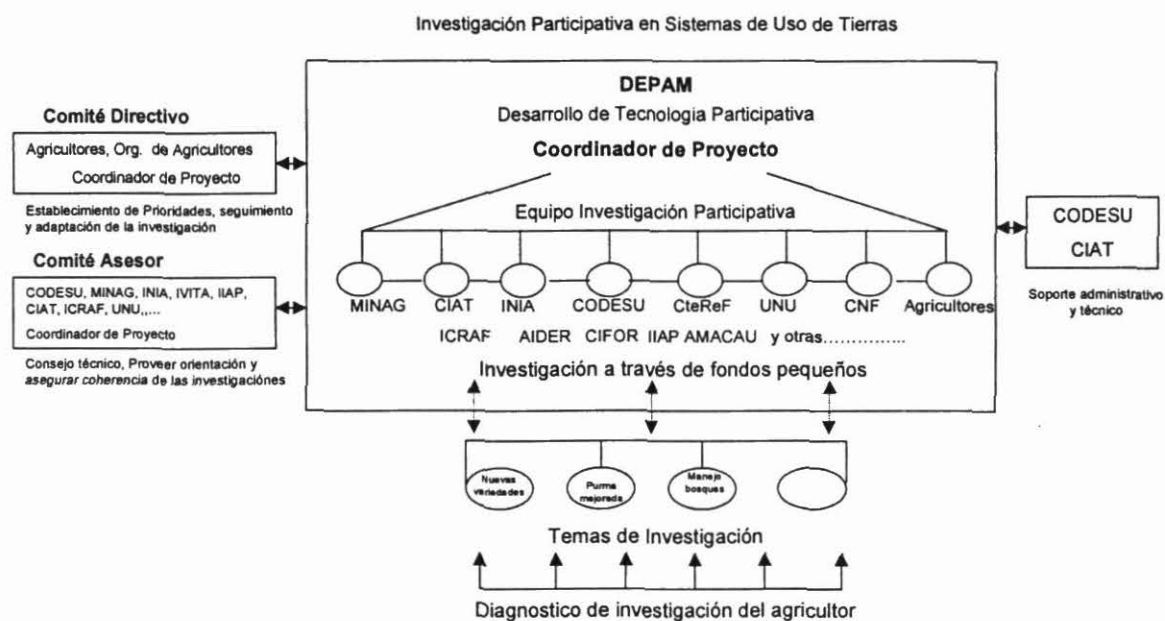 Investigación Participativa en Sistemas de Uso de Tierras
DEPAM
Desarrollo de Tecnologia Participativa
Coordinador de Proyecto
Equipo Investigación Participativa
MINAG CIAT INIA CODESU CteReF UNU CNF Agricultores
ICRAF AIDER CIFOR IIAP AMACAU y otras..............
Investigación a través de fondos pequeños
Comité Directivo
Agricultores, Org. de Agricultores
Coordinador de Proyecto
Establecimiento de Prioridades, seguimiento
y adaptación de la investigación
Comité Asesor
CODESU, MINAG, INIA, IVITA, IIAP,
CIAT, ICRAF, UNU,,....
Coordinador de Proyecto
Consejo técnico, Proveer orientación y
asegurar coherencia de las investigaciónes
CODESU
CIAT
Soporte administrativo
y técnico
Nuevas
variedades
Purma
mejorada
Manejo
bosques
Temas de Investigación
Diagnostico de investigación del agricultor